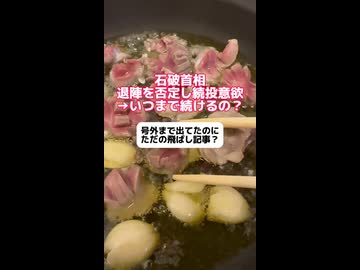 石破首相
退陣を否定し続投意欲
→いつまで続けるの？
号外まで出てたのに
ただの飛ばし記事？